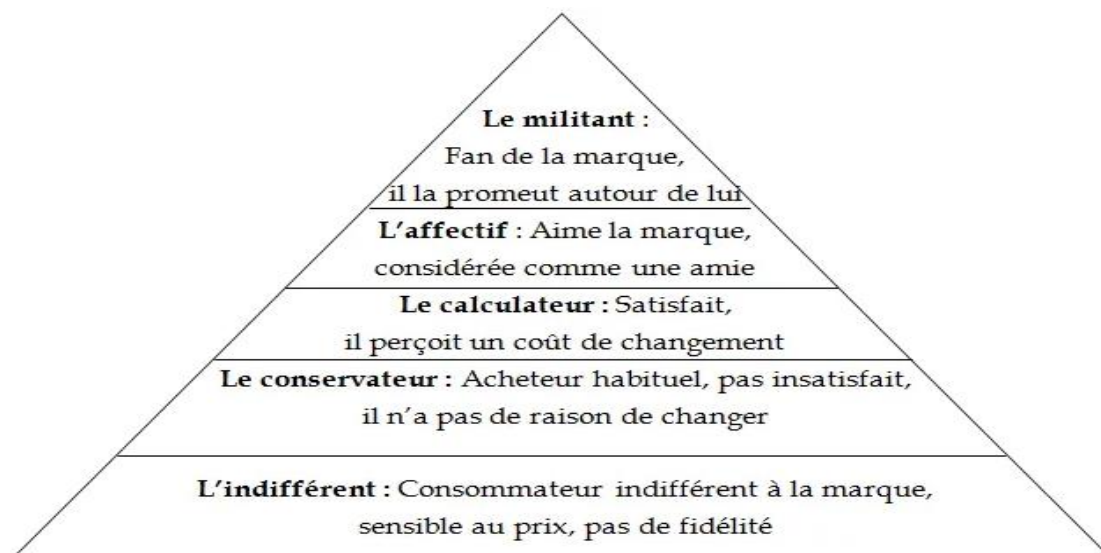 Le militant :
Fan de la marque,
il la promeut autour de lui
L'affectif : Aime la marque,
considérée comme une amie
Le calculateur : Satisfait,
il perçoit un coût de changement
Le conservateur : Acheteur habituel, pas insatisfait,
il n'a pas de raison de changer
L'indifférent : Consommateur indifférent à la marque,
sensible au prix, pas de fidélité